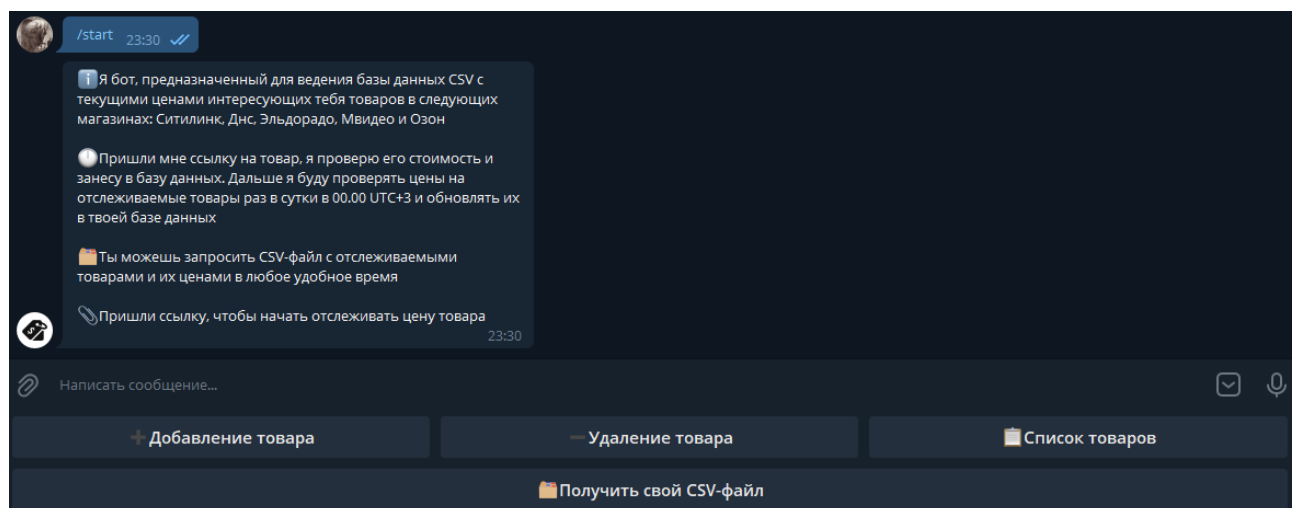 /start 23:30
ℹ️Я бот, предназначенный для ведения базы данных CSV с
текущими ценами интересующих тебя товаров в следующих
магазинах: Ситилинк, Днс, Эльдорадо, Мвидео и Озон
🕛Пришли мне ссылку на товар, я проверю его стоимость и
занесу в базу данных. Дальше я буду проверять цены на
отслеживаемые товары раз в сутки в 00.00 UTC+3 и обновлять их
в твоей базе данных
🗂Ты можешь запросить CSV-файл с отслеживаемыми
товарами и их ценами в любое удобное время
📎Пришли ссылку, чтобы начать отслеживать цену товара
23:30
Написать сообщение...
➕Добавление товара
➖Удаление товара
📋Список товаров
🗂Получить свой CSV-файл